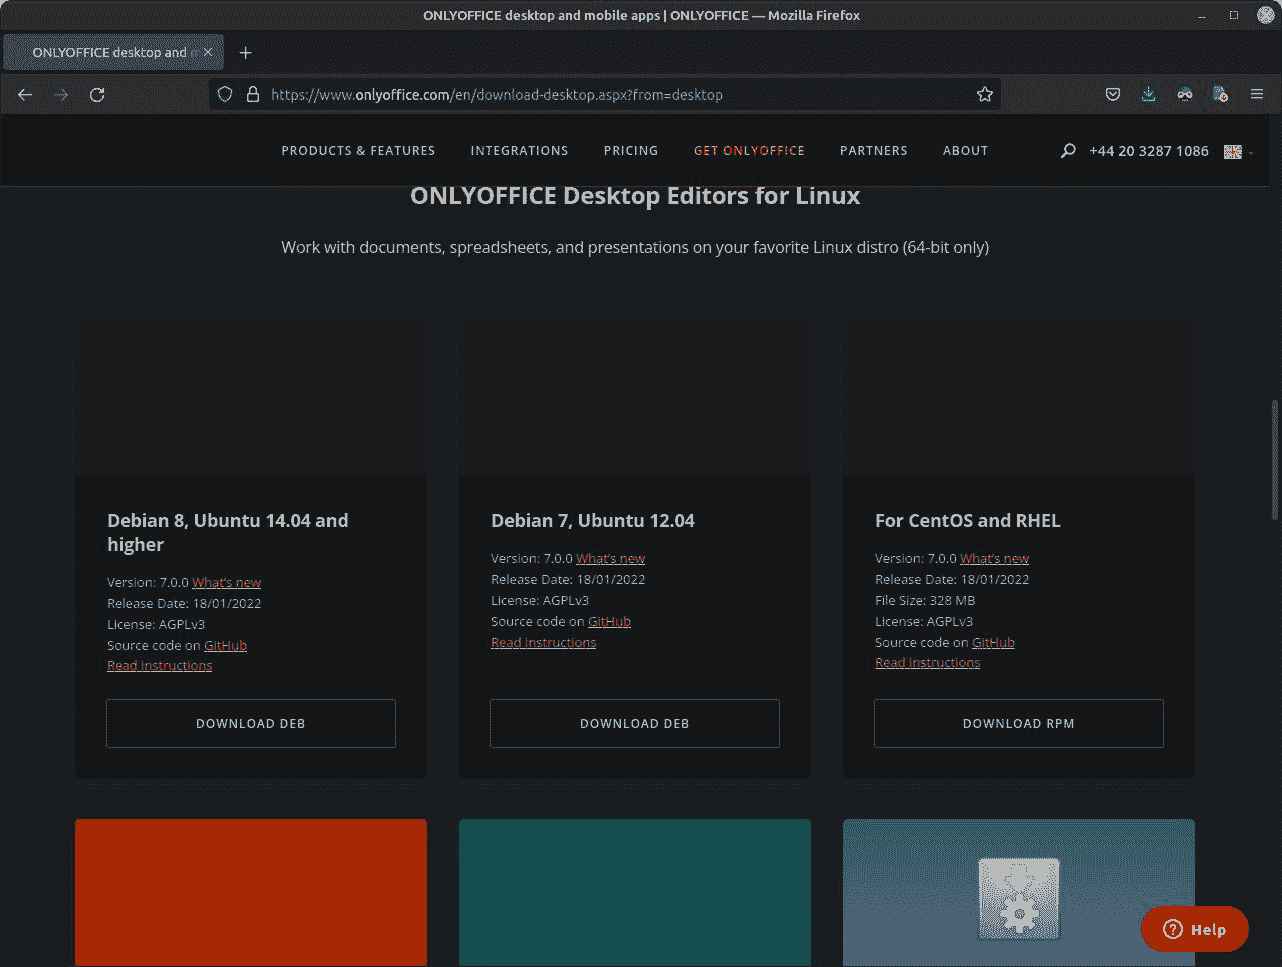 ONLYOFFICE desktop and mobile apps | ONLYOFFICE — Mozilla Firefox
ONLYOFFICE desktop and
https://www.onlyoffice.com/en/download-desktop.aspx?from=desktop
PRODUCTS & FEATURES INTEGRATIONS PRICING GET ONLYOFFICE PARTNERS ABOUT +44 20 3287 1086
ONLYOFFICE Desktop Editors for Linux
Work with documents, spreadsheets, and presentations on your favorite Linux distro (64-bit only)
Debian 8, Ubuntu 14.04 and
higher
Version: 7.0.0 What's new
Release Date: 18/01/2022
License: AGPLv3
Source code on GitHub
Read instructions
DOWNLOAD DEB
Debian 7, Ubuntu 12.04
Version: 7.0.0 What's new
Release Date: 18/01/2022
License: AGPLv3
Source code on GitHub
Read instructions
DOWNLOAD DEB
For CentOS and RHEL
Version: 7.0.0 What's new
Release Date: 18/01/2022
File Size: 328 MB
License: AGPLv3
Source code on GitHub
Read instructions
DOWNLOAD RPM
Help